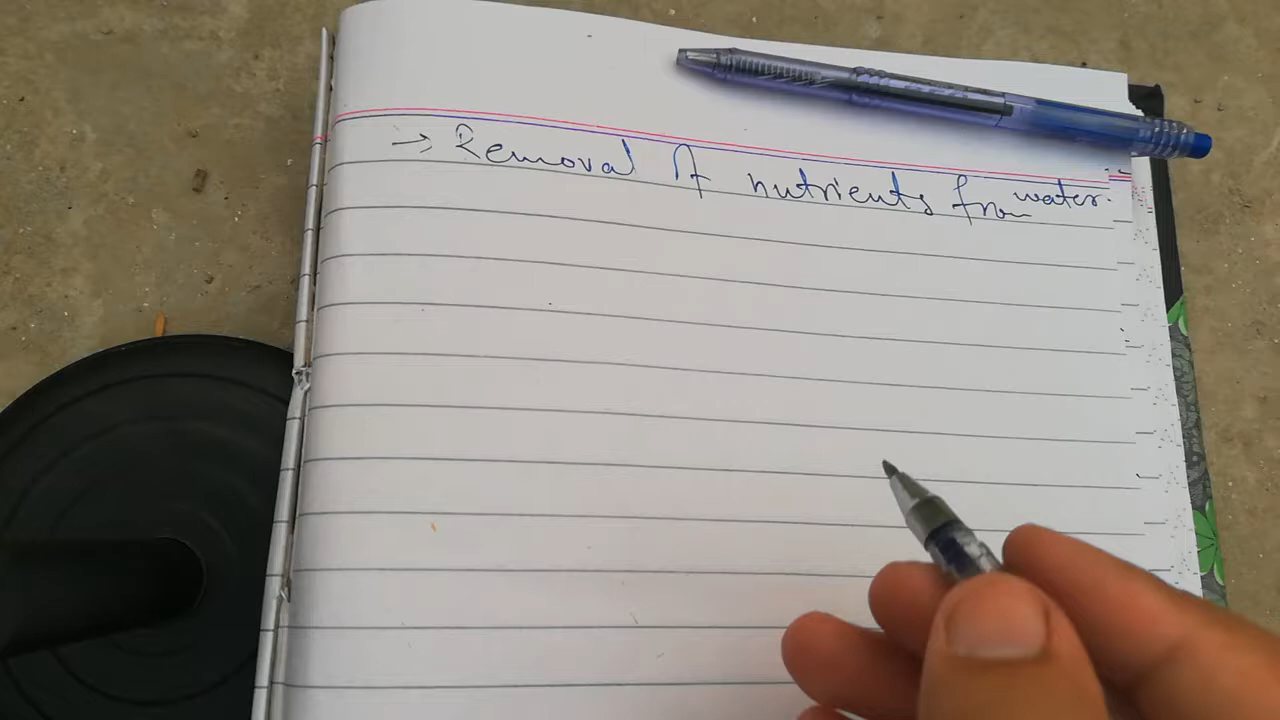 → Removal of nutrients from water.